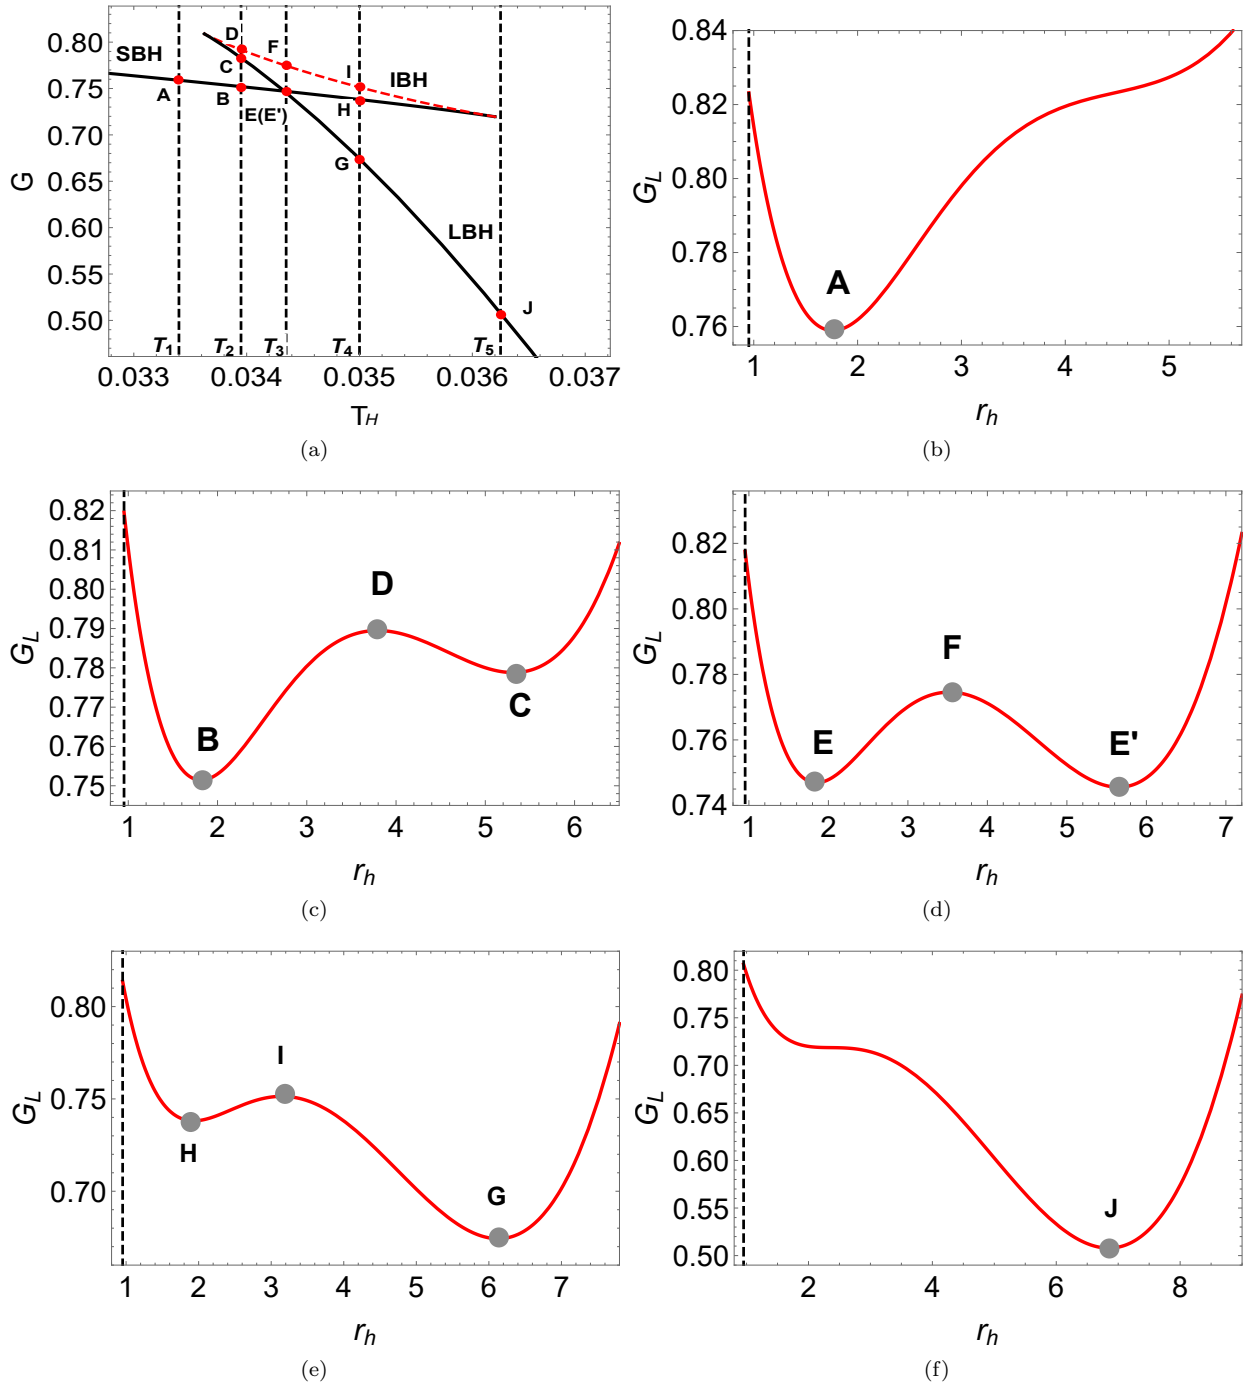 0.80
0.75
0.70
0.65
0.60
0.55
0.50
G
SBH
D
F
C
A
B
E(E')
I
IBH
H
G
LBH
J
T1
T2
T3
T4
T5
0.033
0.034
0.035
0.036
0.037
TH
(a)
0.84
0.82
0.80
0.78
0.76
GL
A
1
2
3
4
5
rh
(b)
0.82
0.81
0.80
0.79
0.78
0.77
0.76
0.75
GL
D
B
C
1
2
3
4
5
6
rh
(c)
0.82
0.80
0.78
0.76
0.74
GL
F
E
E'
1
2
3
4
5
6
7
rh
(d)
0.80
0.75
0.70
GL
I
H
G
1
2
3
4
5
6
7
rh
(e)
0.80
0.75
0.70
0.65
0.60
0.55
0.50
GL
J
2
4
6
8
rh
(f)